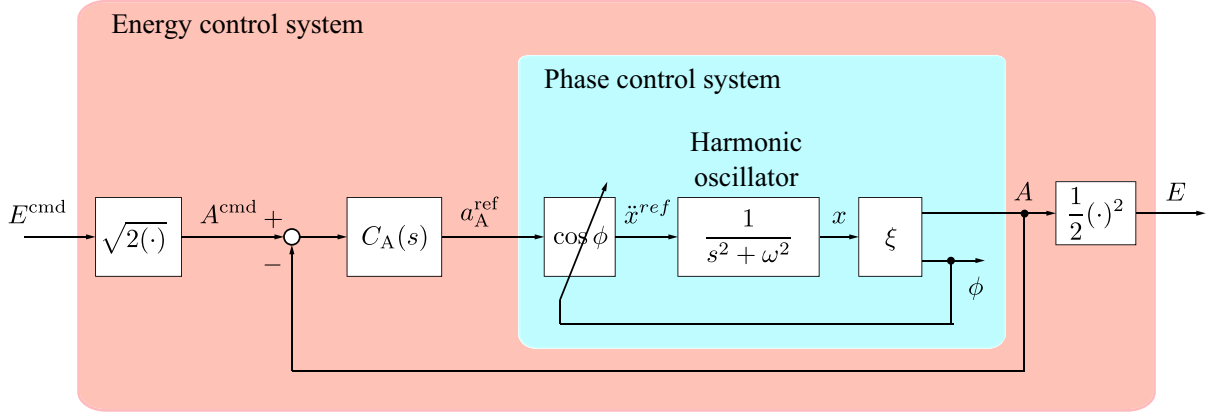 Energy control system
Phase control system
Harmonic
oscillator
E^cmd
√2(·)
A^cmd
+
−
C_A(s)
a_A^ref
cos ϕ
ẍ^ref
1
s² + ω²
x
ξ
A
ϕ
1
2
(·)²
E